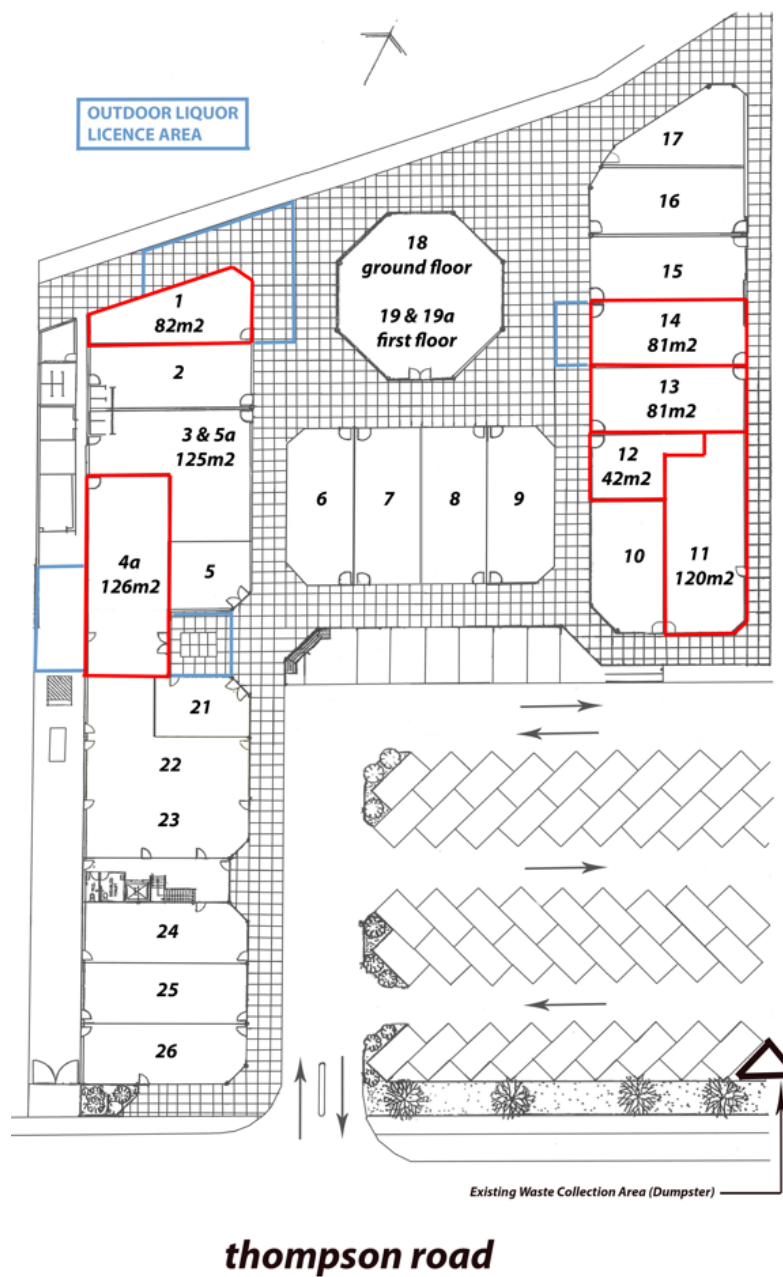 OUTDOOR LIQUOR
LICENCE AREA
17
16
15
14
81m2
13
81m2
12
42m2
11
120m2
10
18
ground floor
19 & 19a
first floor
1
82m2
2
3 & 5a
125m2
4a
126m2
5
6
7
8
9
21
22
23
24
25
26
Existing Waste Collection Area (Dumpster)
thompson road